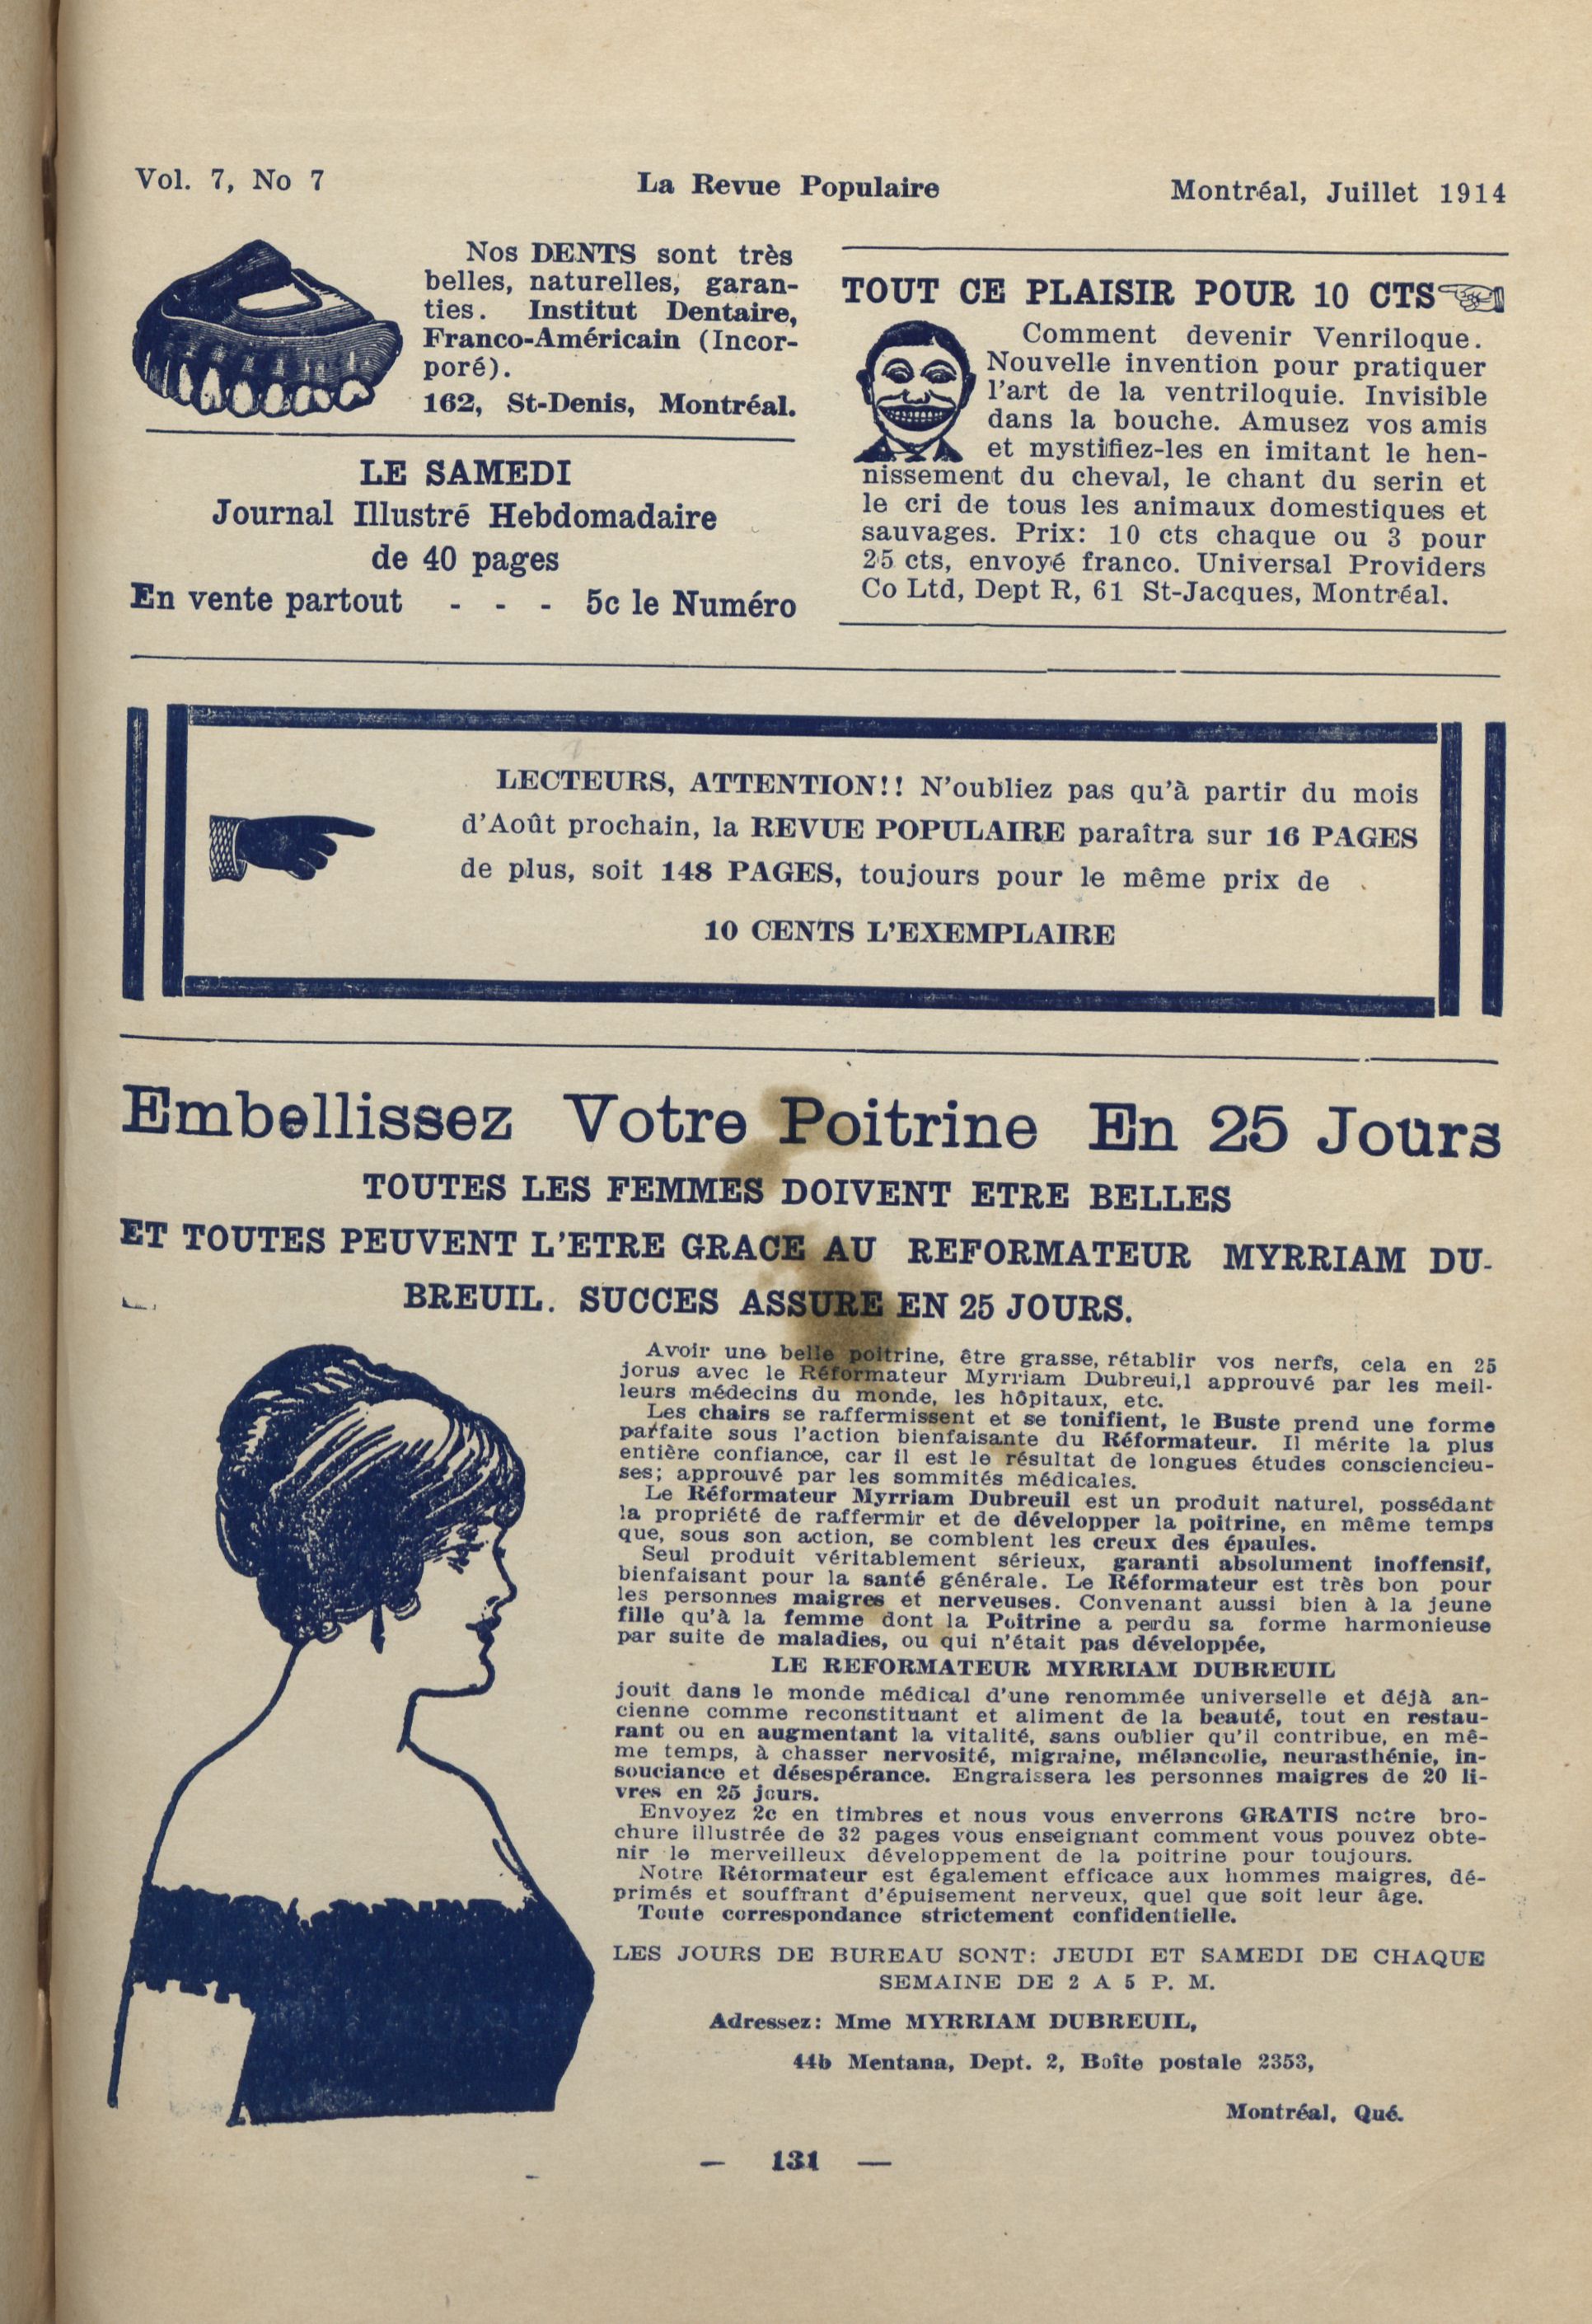 Vol. 7, No 7
La Revue Populaire
Montréal, Juillet 1914
Nos DENTS sont très
belles, naturelles, garan-
ties. Institut Dentaire,
Franco-Américain (Incor-
poré).
162, St-Denis, Montréal.
LE SAMEDI
Journal Illustré Hebdomadaire
de 40 pages
En vente partout - - - 5c le Numéro
TOUT CE PLAISIR POUR 10 CTS
Comment devenir Venriloque.
Nouvelle invention pour pratiquer
l'art de la ventriloquie. Invisible
dans la bouche. Amusez vos amis
et mystifiez-les en imitant le hen-
nissement du cheval, le chant du serin et
le cri de tous les animaux domestiques et
sauvages. Prix: 10 cts chaque ou 3 pour
25 cts, envoyé franco. Universal Providers
Co Ltd, Dept R, 61 St-Jacques, Montréal.
LECTEURS, ATTENTION!! N'oubliez pas qu'à partir du mois
d'Août prochain, la REVUE POPULAIRE paraîtra sur 16 PAGES
de plus, soit 148 PAGES, toujours pour le même prix de
10 CENTS L'EXEMPLAIRE
Embellissez Votre Poitrine En 25 Jours
TOUTES LES FEMMES DOIVENT ETRE BELLES
ET TOUTES PEUVENT L'ETRE GRACE AU REFORMATEUR MYRRIAM DU-
BREUIL. SUCCES ASSURE EN 25 JOURS.
Avoir une belle poitrine, être grasse, rétablir vos nerfs, cela en 25
jorus avec le Réformateur Myrriam Dubreui,l approuvé par les meil-
leurs médecins du monde, les hôpitaux, etc.
Les chairs se raffermissent et se tonifient, le Buste prend une forme
parfaite sous l'action bienfaisante du Réformateur. Il mérite la plus
entière confiance, car il est le résultat de longues études consciencieu-
ses; approuvé par les sommités médicales.
Le Réformateur Myrriam Dubreuil est un produit naturel, possédant
la propriété de raffermir et de développer la poitrine, en même temps
que, sous son action, se comblent les creux des épaules.
Seul produit véritablement sérieux, garanti absolument inoffensif,
bienfaisant pour la santé générale. Le Réformateur est très bon pour
les personnes maigres et nerveuses. Convenant aussi bien à la jeune
fille qu'à la femme dont la Poitrine a perdu sa forme harmonieuse
par suite de maladies, ou qui n'était pas développée,
LE REFORMATEUR MYRRIAM DUBREUIL
jouit dans le monde médical d'une renommée universelle et déjà an-
cienne comme reconstituant et aliment de la beauté, tout en restau-
rant ou en augmentant la vitalité, sans oublier qu'il contribue, en mê-
me temps, à chasser nervosité, migraine, mélancolie, neurasthénie, in-
souciance et désespérance. Engraissera les personnes maigres de 20 li-
vres en 25 jours.
Envoyez 2c en timbres et nous vous enverrons GRATIS notre bro-
chure illustrée de 32 pages vous enseignant comment vous pouvez obte-
nir le merveilleux développement de la poitrine pour toujours.
Notre Réformateur est également efficace aux hommes maigres, dé-
primés et souffrant d'épuisement nerveux, quel que soit leur âge.
Toute correspondance strictement confidentielle.
LES JOURS DE BUREAU SONT: JEUDI ET SAMEDI DE CHAQUE
SEMAINE DE 2 A 5 P. M.
Adressez: Mme MYRRIAM DUBREUIL,
44b Mentana, Dept. 2, Boîte postale 2353,
Montréal, Qué.
— 131 —